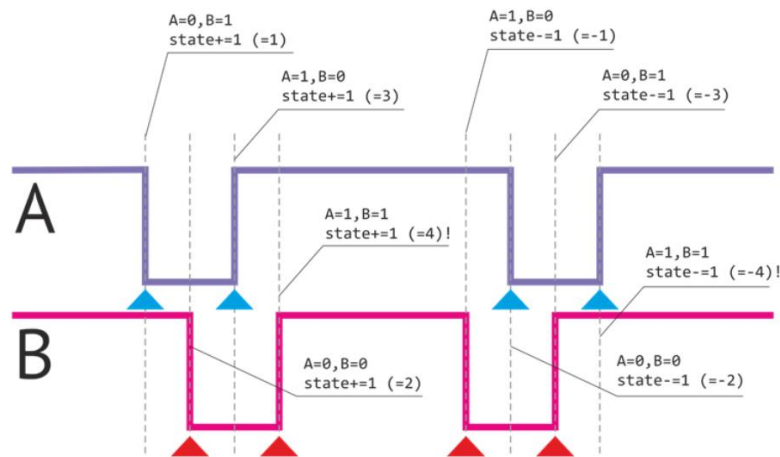 A=0,B=1
state+=1 (=1)
A=1,B=0
state+=1 (=3)
A=1,B=0
state-=1 (=-1)
A=0,B=1
state-=1 (=-3)
A
A=1,B=1
state+=1 (=4)!
A=1,B=1
state-=1 (=-4)!
B
A=0,B=0
state+=1 (=2)
A=0,B=0
state-=1 (=-2)